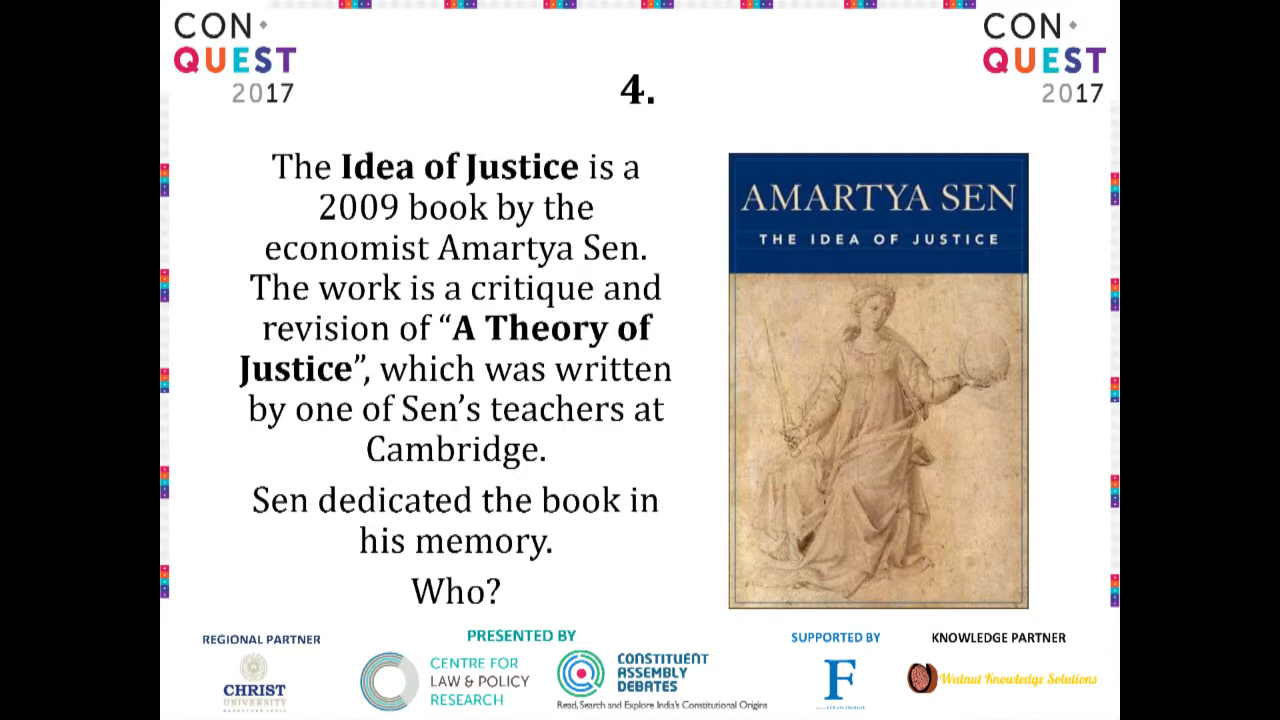 CON·
QUEST
2017
CON·
QUEST
2017
4.
The Idea of Justice is a
2009 book by the
economist Amartya Sen.
The work is a critique and
revision of “A Theory of
Justice”, which was written
by one of Sen’s teachers at
Cambridge.
Sen dedicated the book in
his memory.
Who?
AMARTYA SEN
THE IDEA OF JUSTICE
REGIONAL PARTNER
CHRIST
UNIVERSITY
PRESENTED BY
CENTRE FOR
LAW & POLICY
RESEARCH
CONSTITUENT
ASSEMBLY
DEBATES
Read, Search and Explore India's Constitutional Origins
SUPPORTED BY
F
KNOWLEDGE PARTNER
Walnut Knowledge Solutions